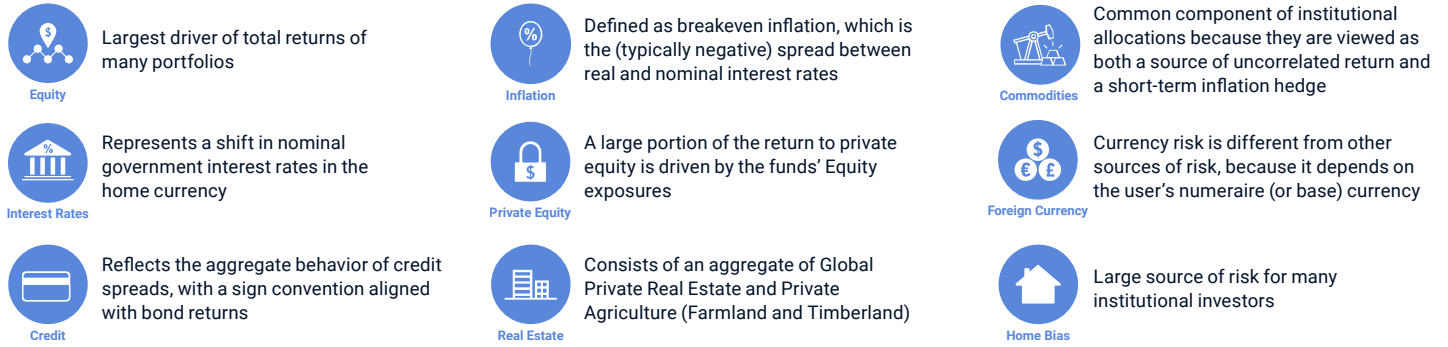 $
Equity
Largest driver of total returns of
many portfolios
%
Inflation
Defined as breakeven inflation, which is
the (typically negative) spread between
real and nominal interest rates
Commodities
Common component of institutional
allocations because they are viewed as
both a source of uncorrelated return and
a short-term inflation hedge
%
Interest Rates
Represents a shift in nominal
government interest rates in the
home currency
$
Private Equity
A large portion of the return to private
equity is driven by the funds’ Equity
exposures
$
€ £
Foreign Currency
Currency risk is different from other
sources of risk, because it depends on
the user’s numeraire (or base) currency
Credit
Reflects the aggregate behavior of credit
spreads, with a sign convention aligned
with bond returns
Real Estate
Consists of an aggregate of Global
Private Real Estate and Private
Agriculture (Farmland and Timberland)
Home Bias
Large source of risk for many
institutional investors